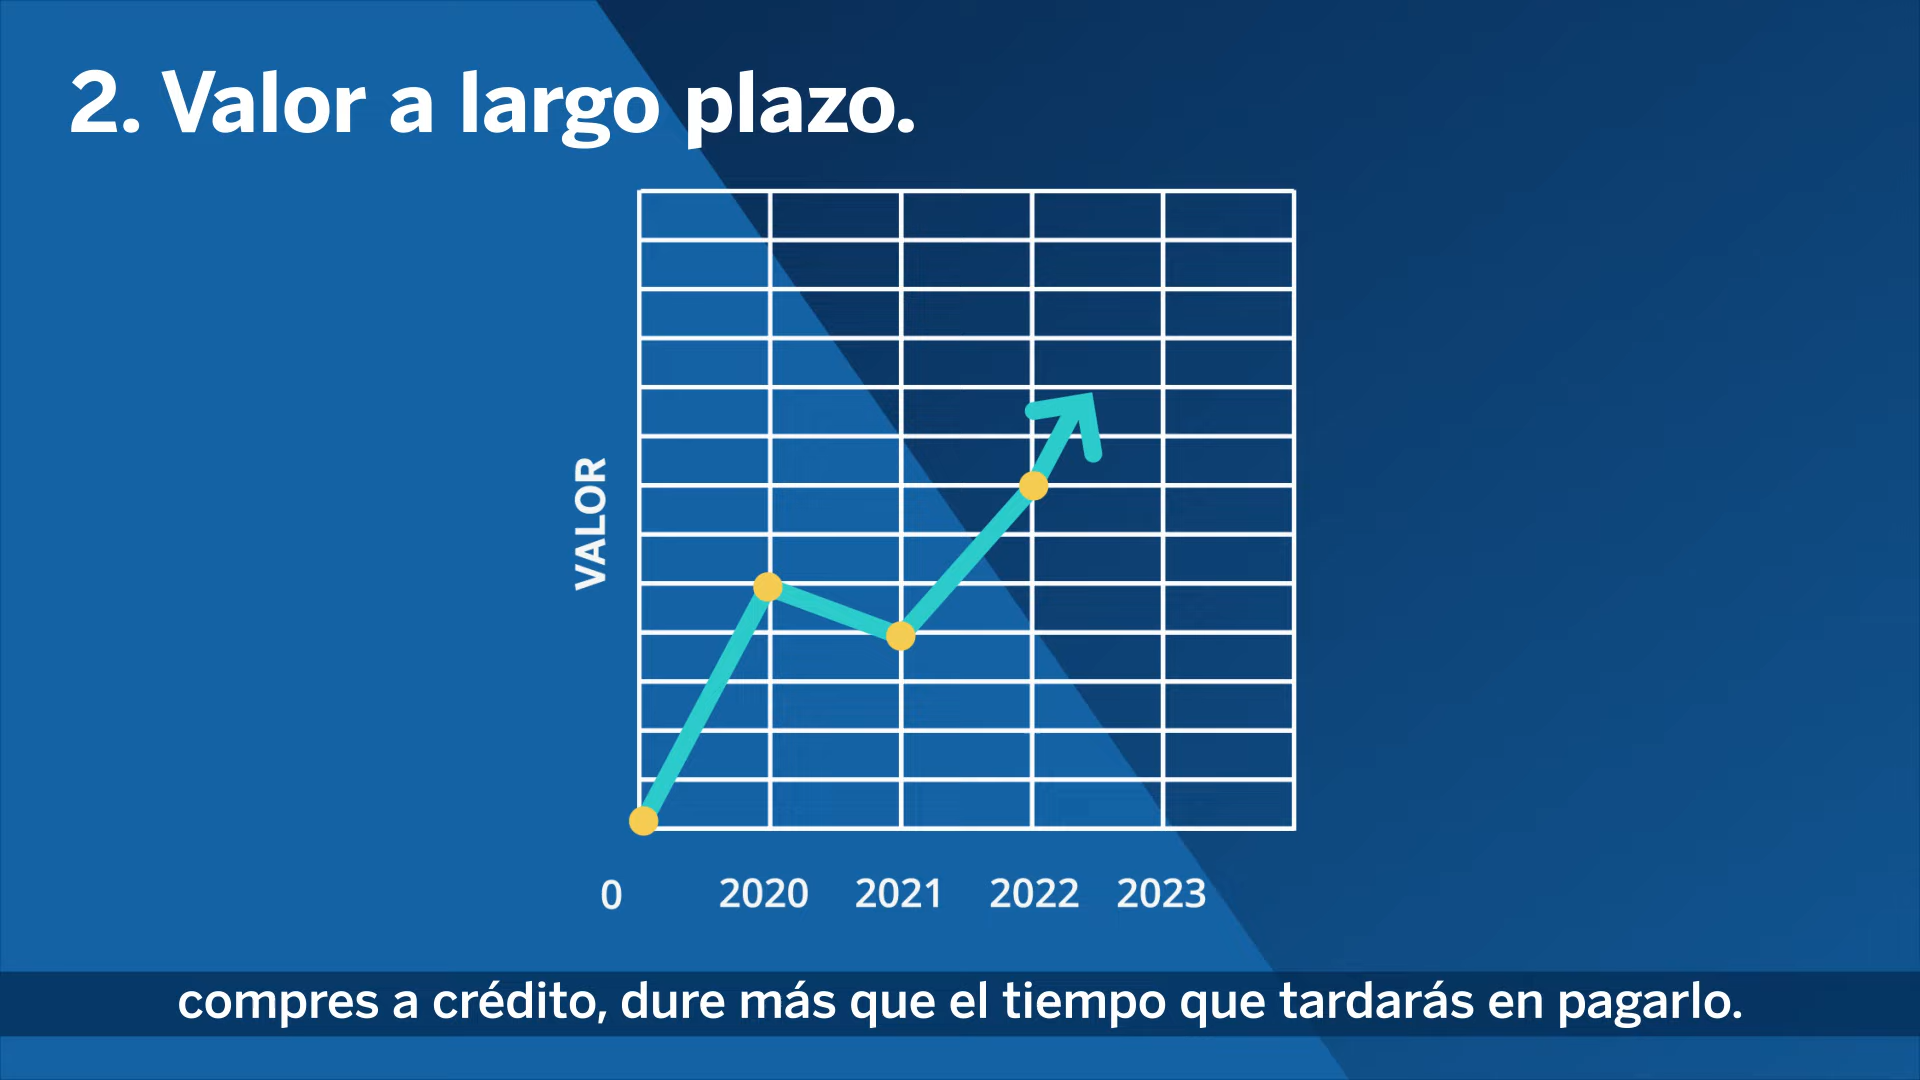 2. Valor a largo plazo.
VALOR
0 2020 2021 2022 2023
compres a crédito, dure más que el tiempo que tardarás en pagarlo.